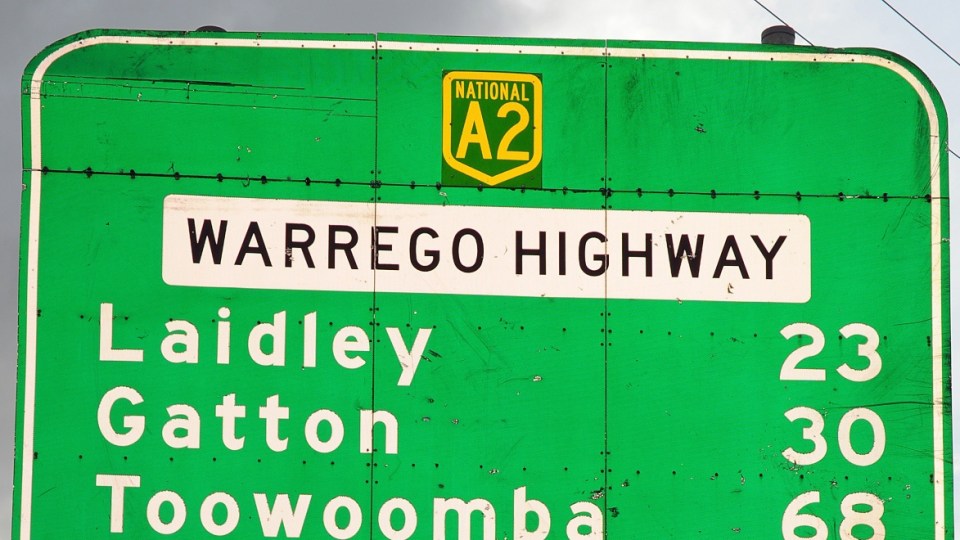 NATIONAL
A2
WARREGO HIGHWAY
Laidley 23
Gatton 30
Toowoomba 68